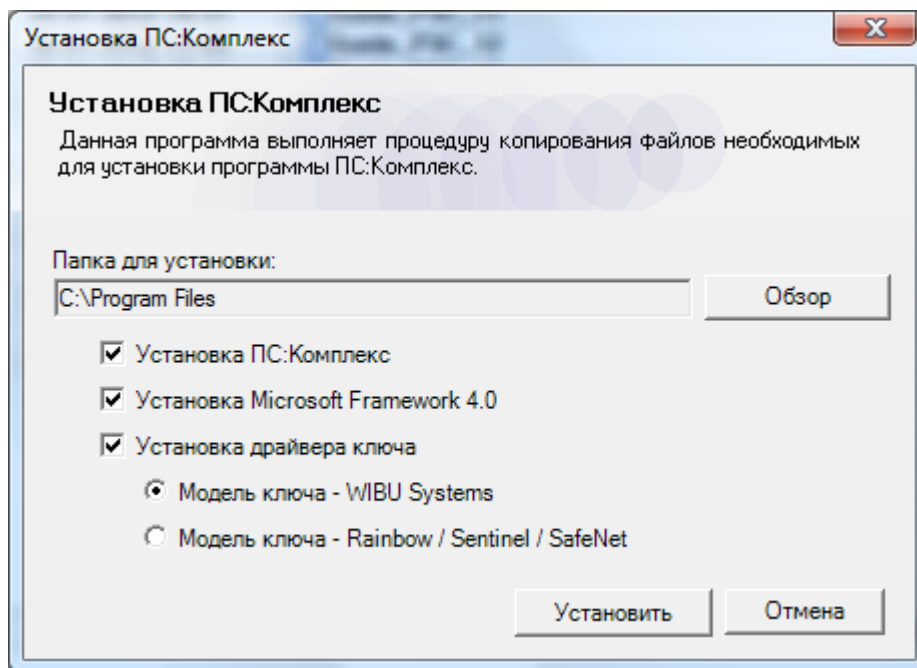 Установка ПС:Комплекс
Установка ПС:Комплекс
Данная программа выполняет процедуру копирования файлов необходимых
для установки программы ПС:Комплекс.
Папка для установки:
C:\Program Files
Обзор
Установка ПС:Комплекс
Установка Microsoft Framework 4.0
Установка драйвера ключа
Модель ключа - WIBU Systems
Модель ключа - Rainbow / Sentinel / SafeNet
Установить
Отмена